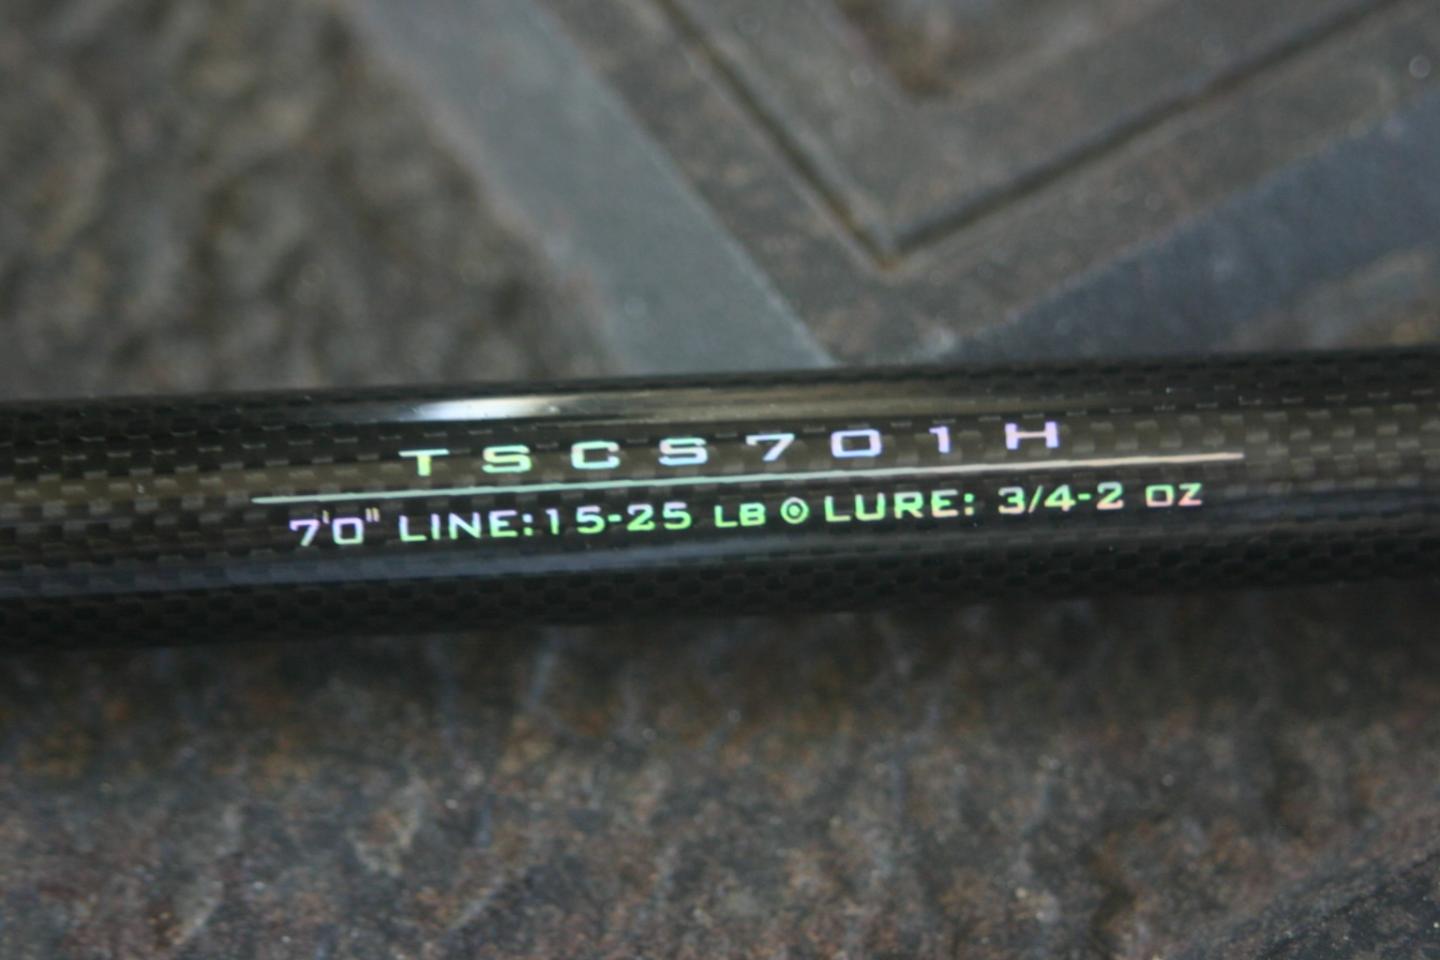 TSCS701H
7'0" LINE:15-25 LB ⊙ LURE: 3/4-2 OZ